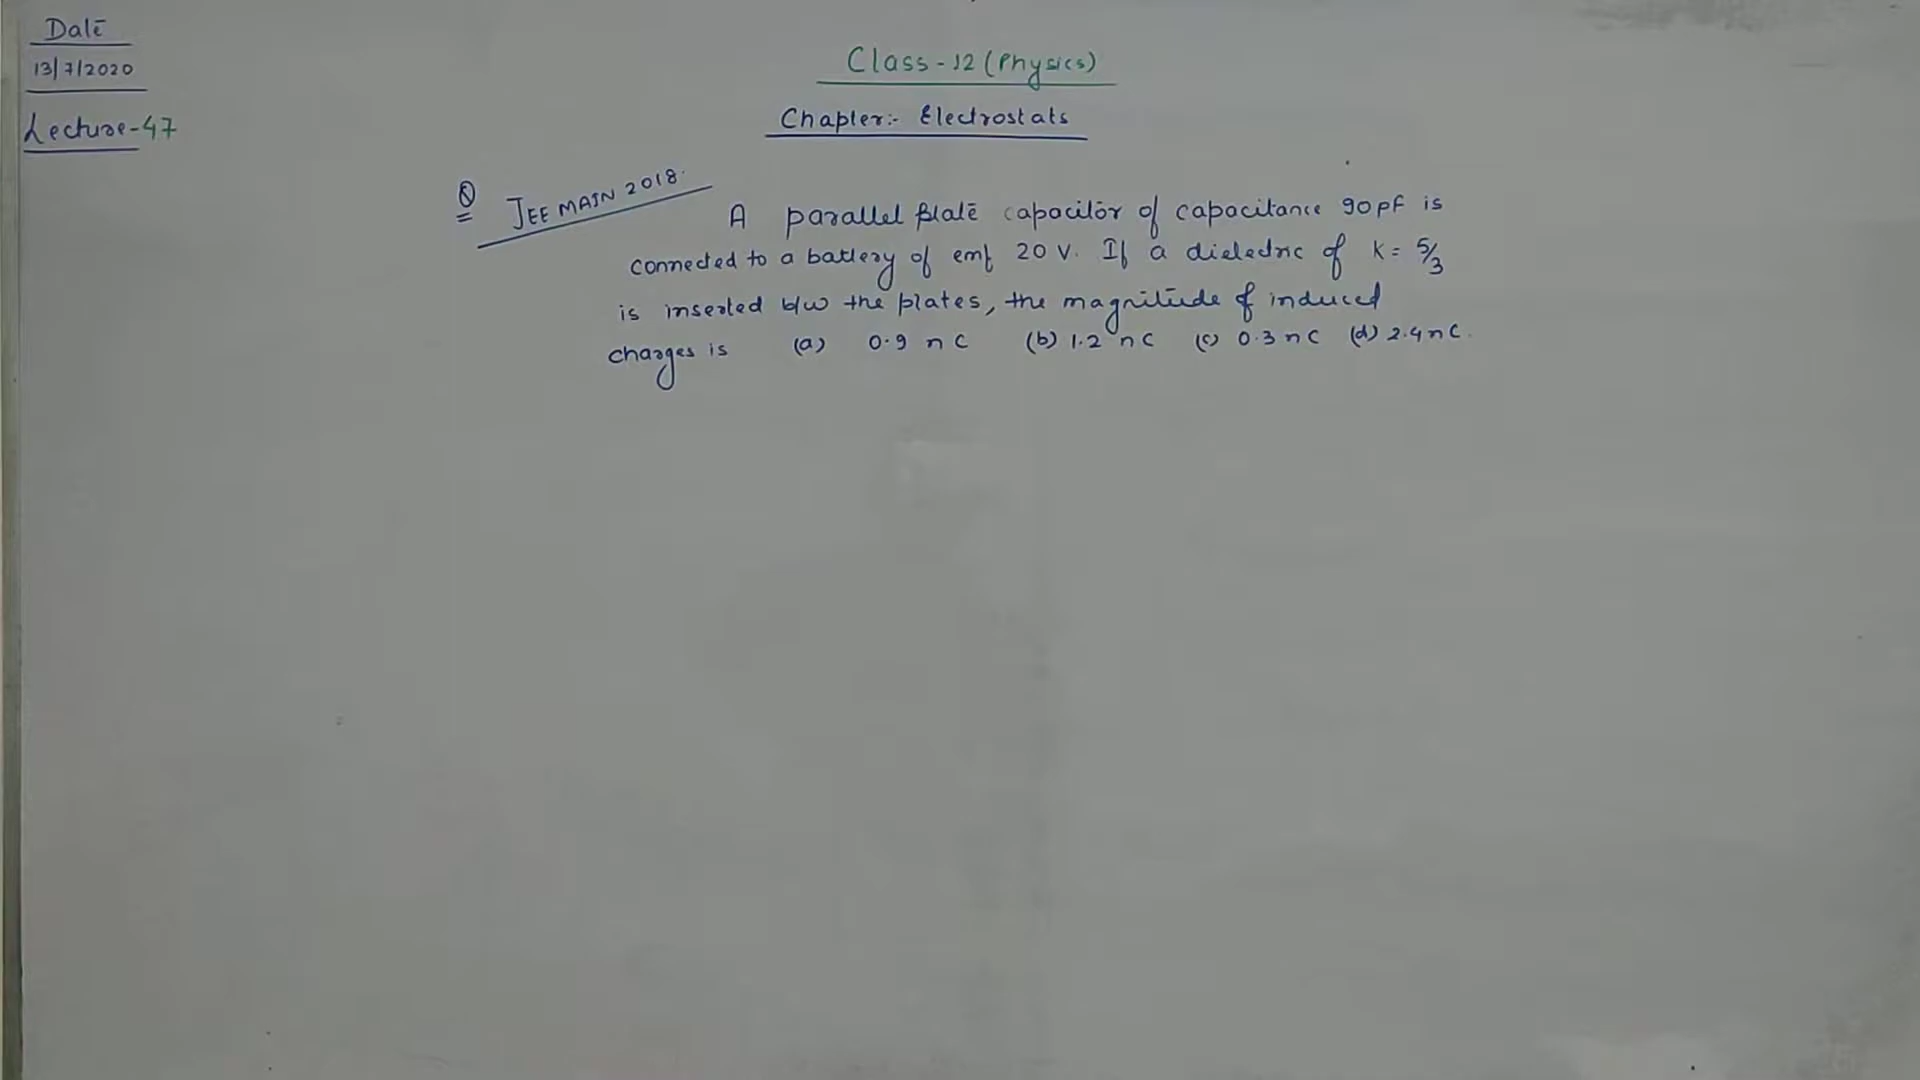 Date
13/7/2020
Lecture-47
Class-12 (Physics)
Chapter:- Electrostats
Q JEE MAIN 2018.
A parallel plate capacitor of capacitance 90pF is
connected to a battery of emf 20 V. If a dielectric of K = 5/3
is inserted b/w the plates, the magnitude of induced
charges is (a) 0.9 nC (b) 1.2 nC (c) 0.3 nC (d) 2.4 nC.